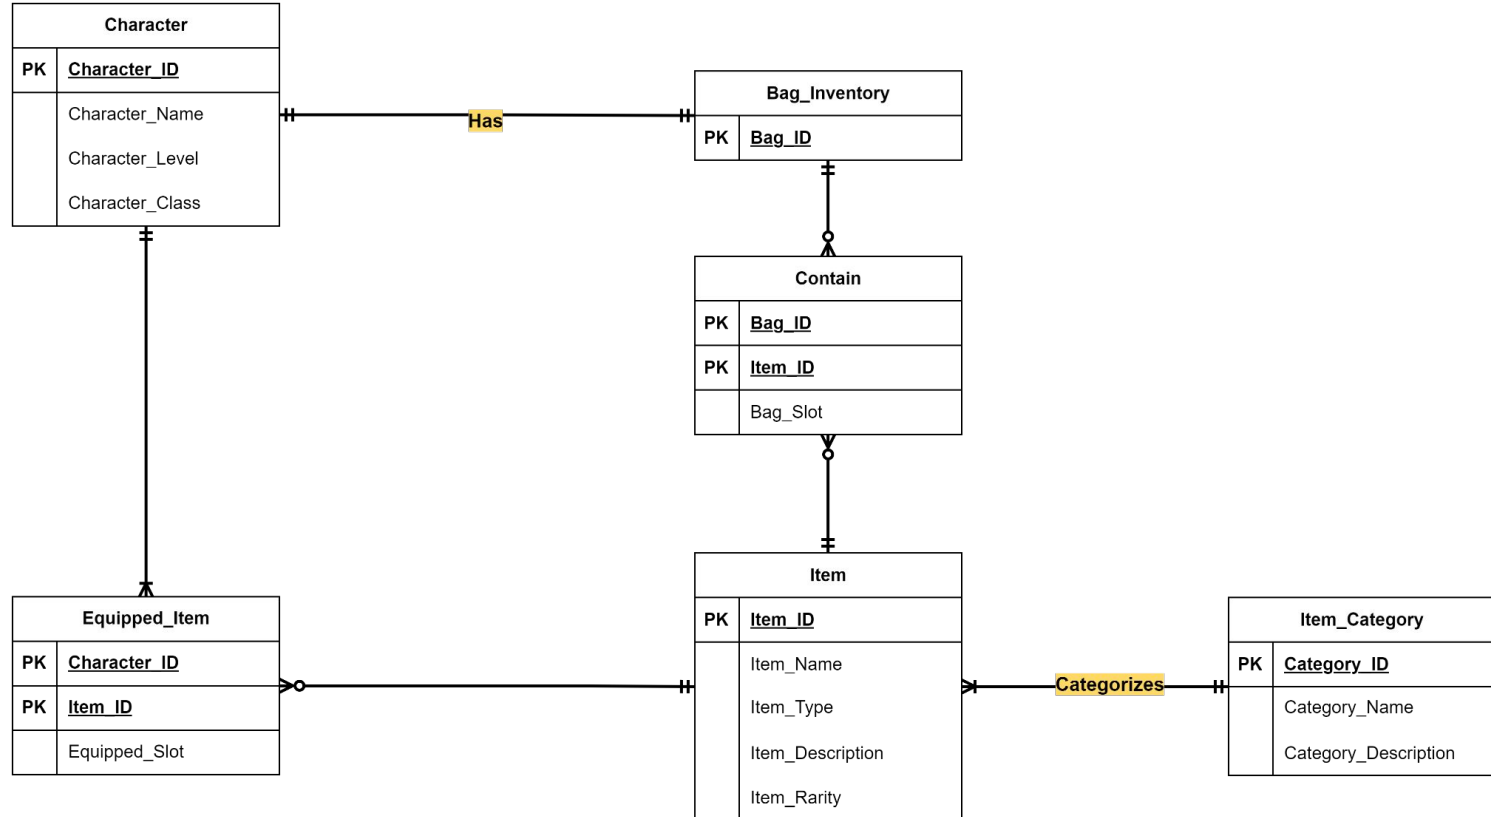 Character
PK Character_ID
Character_Name
Character_Level
Character_Class
Has
Bag_Inventory
PK Bag_ID
Contain
PK Bag_ID
PK Item_ID
Bag_Slot
Equipped_Item
PK Character_ID
PK Item_ID
Equipped_Slot
Item
PK Item_ID
Item_Name
Item_Type
Item_Description
Item_Rarity
Categorizes
Item_Category
PK Category_ID
Category_Name
Category_Description